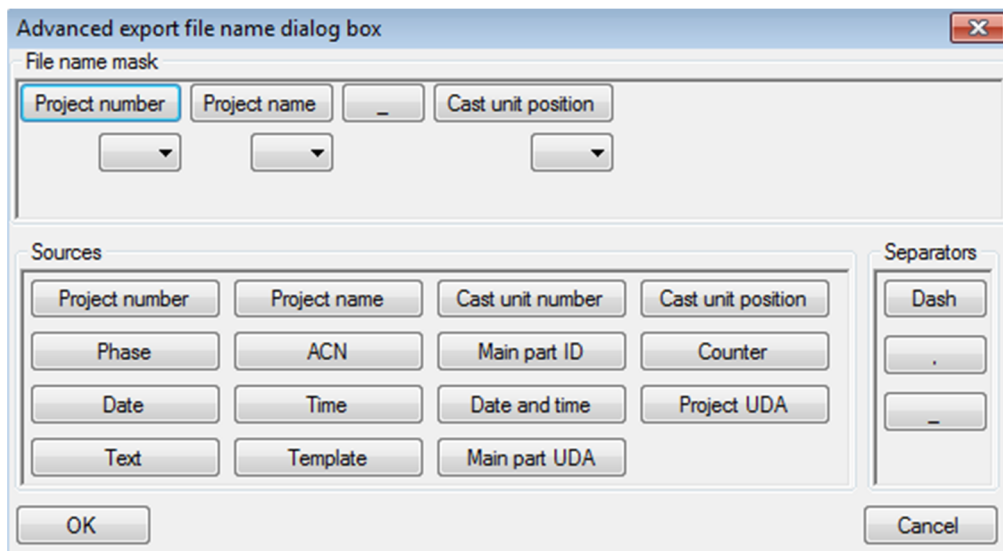 Advanced export file name dialog box
File name mask
Project number Project name _ Cast unit position
Sources Separators
Project number Project name Cast unit number Cast unit position Dash
Phase ACN Main part ID Counter .
Date Time Date and time Project UDA _
Text Template Main part UDA
OK Cancel